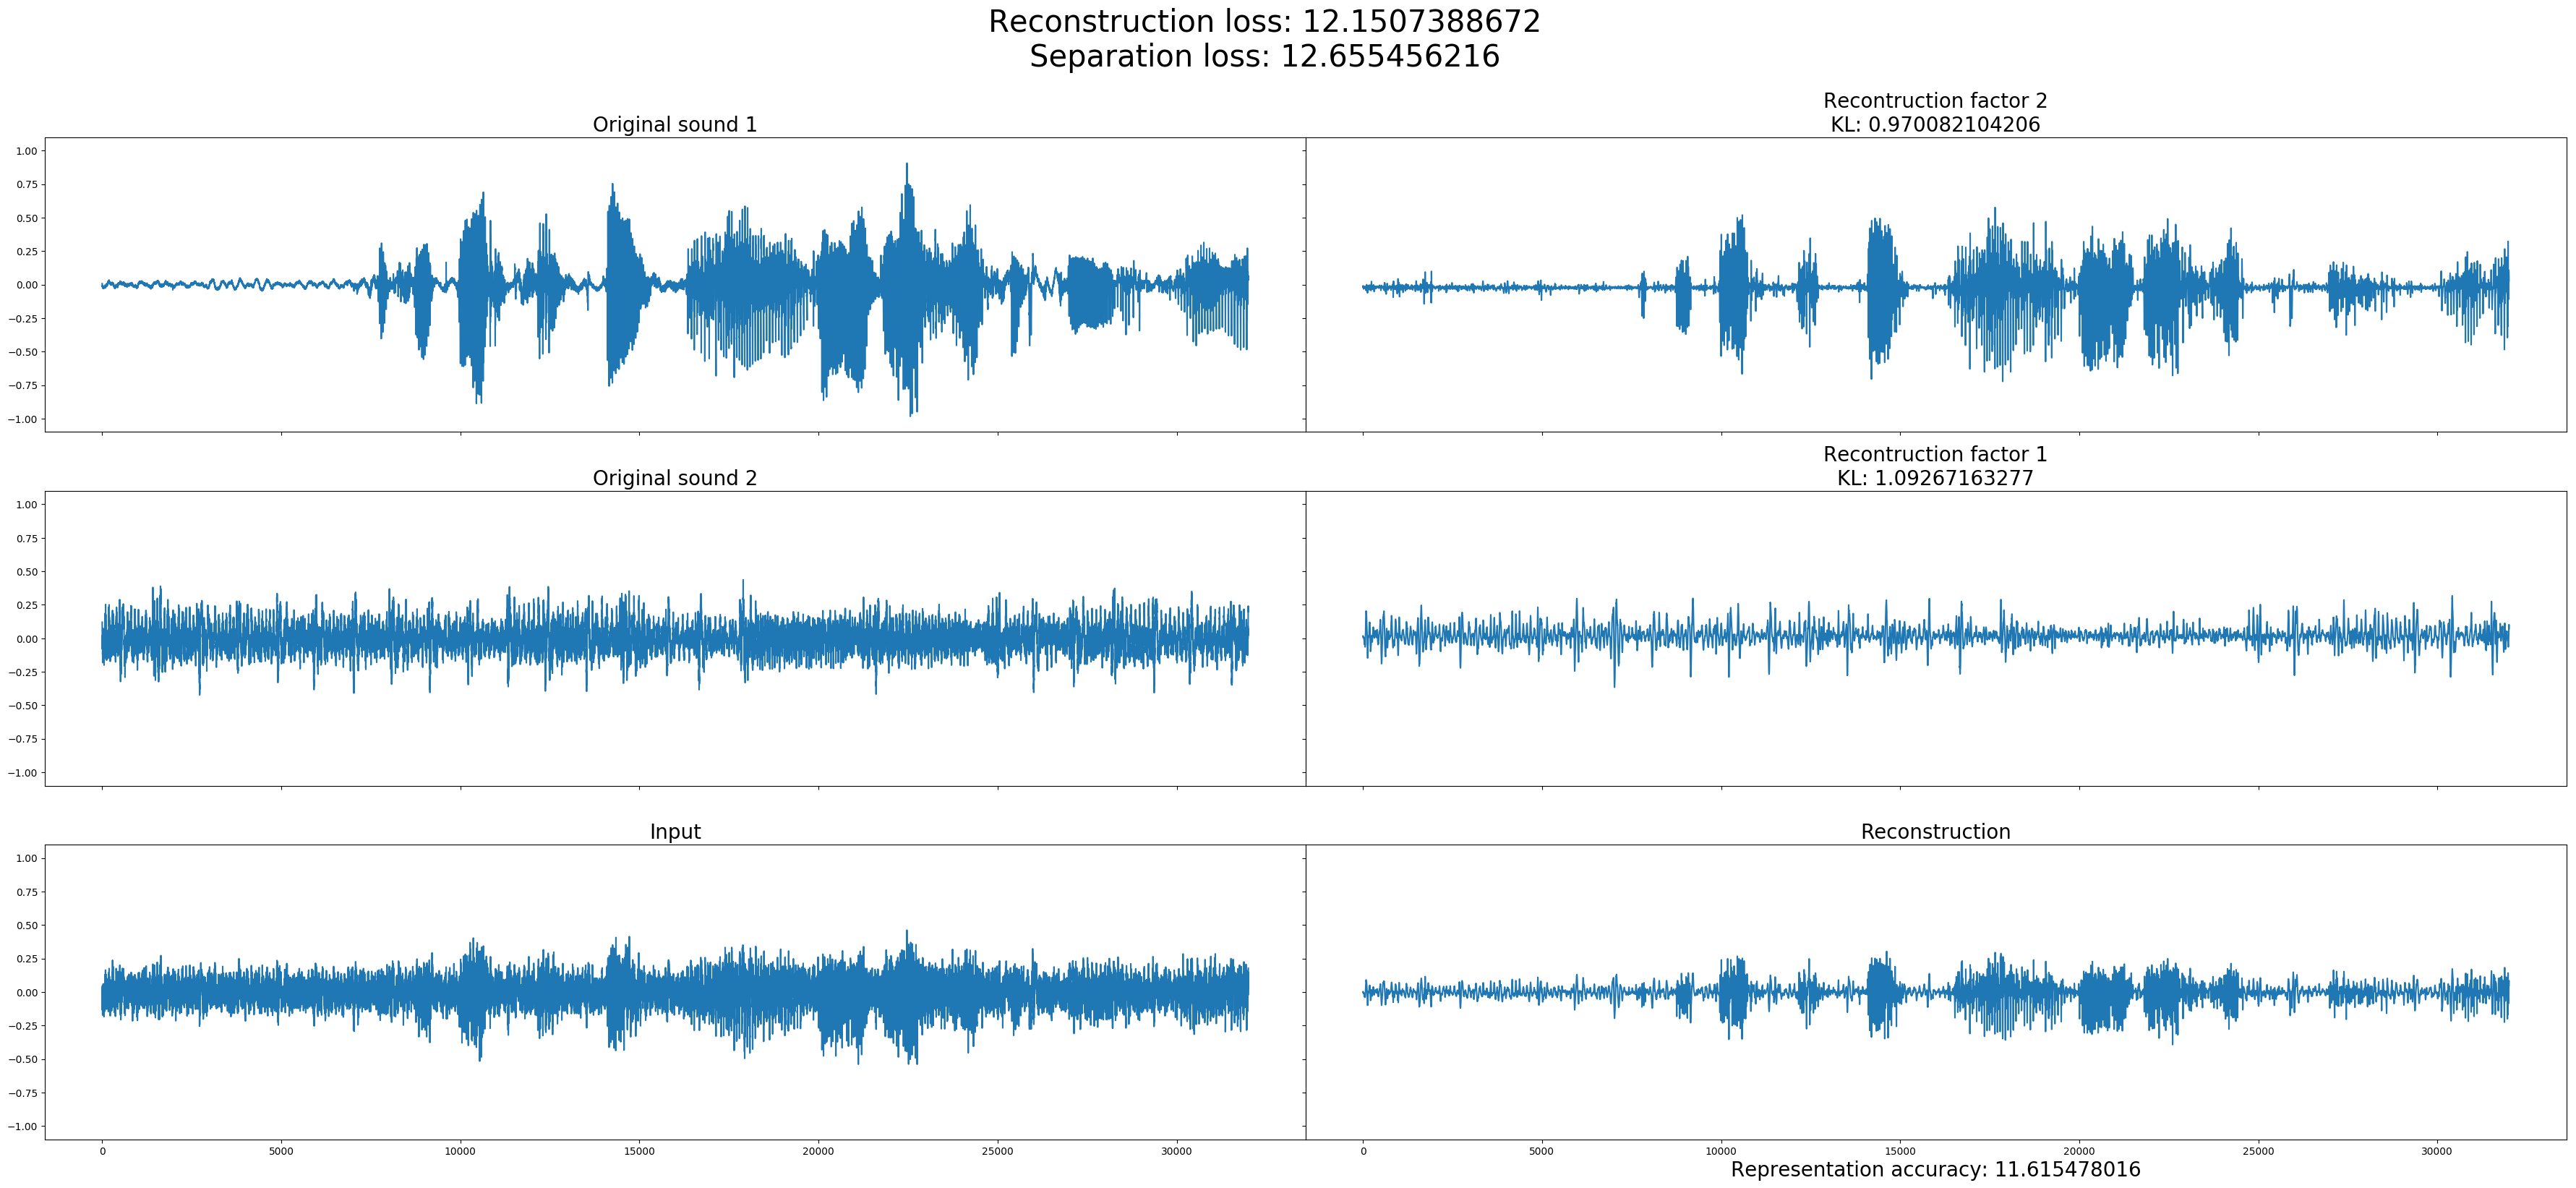 Reconstruction loss: 12.1507388672
Separation loss: 12.655456216
Original sound 1
Recontruction factor 2
KL: 0.970082104206
1.00
0.75
0.50
0.25
0.00
−0.25
−0.50
−0.75
−1.00
0 5000 10000 15000 20000 25000 30000
Original sound 2
Recontruction factor 1
KL: 1.09267163277
1.00
0.75
0.50
0.25
0.00
−0.25
−0.50
−0.75
−1.00
Input
Reconstruction
1.00
0.75
0.50
0.25
0.00
−0.25
−0.50
−0.75
−1.00
0 5000 10000 15000 20000 25000 30000
Representation accuracy: 11.615478016